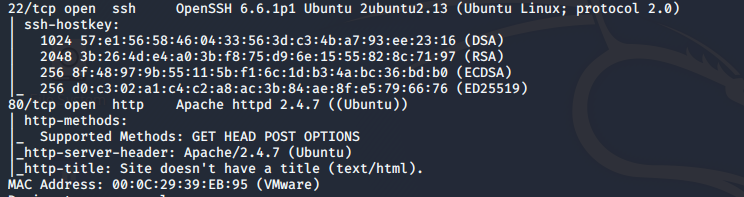 22/tcp open  ssh     OpenSSH 6.6.1p1 Ubuntu 2ubuntu2.13 (Ubuntu Linux; protocol 2.0)
| ssh-hostkey:
|   1024 57:e1:56:58:46:04:33:56:3d:c3:4b:a7:93:ee:23:16 (DSA)
|   2048 3b:26:4d:e4:a0:3b:f8:75:d9:6e:15:55:82:8c:71:97 (RSA)
|   256 8f:48:97:9b:55:11:5b:f1:6c:1d:b3:4a:bc:36:bd:b0 (ECDSA)
|_  256 d0:c3:02:a1:c4:c2:a8:ac:3b:84:ae:8f:e5:79:66:76 (ED25519)
80/tcp open  http    Apache httpd 2.4.7 ((Ubuntu))
| http-methods:
|_  Supported Methods: GET HEAD POST OPTIONS
|_http-server-header: Apache/2.4.7 (Ubuntu)
|_http-title: Site doesn't have a title (text/html).
MAC Address: 00:0C:29:39:EB:95 (VMware)